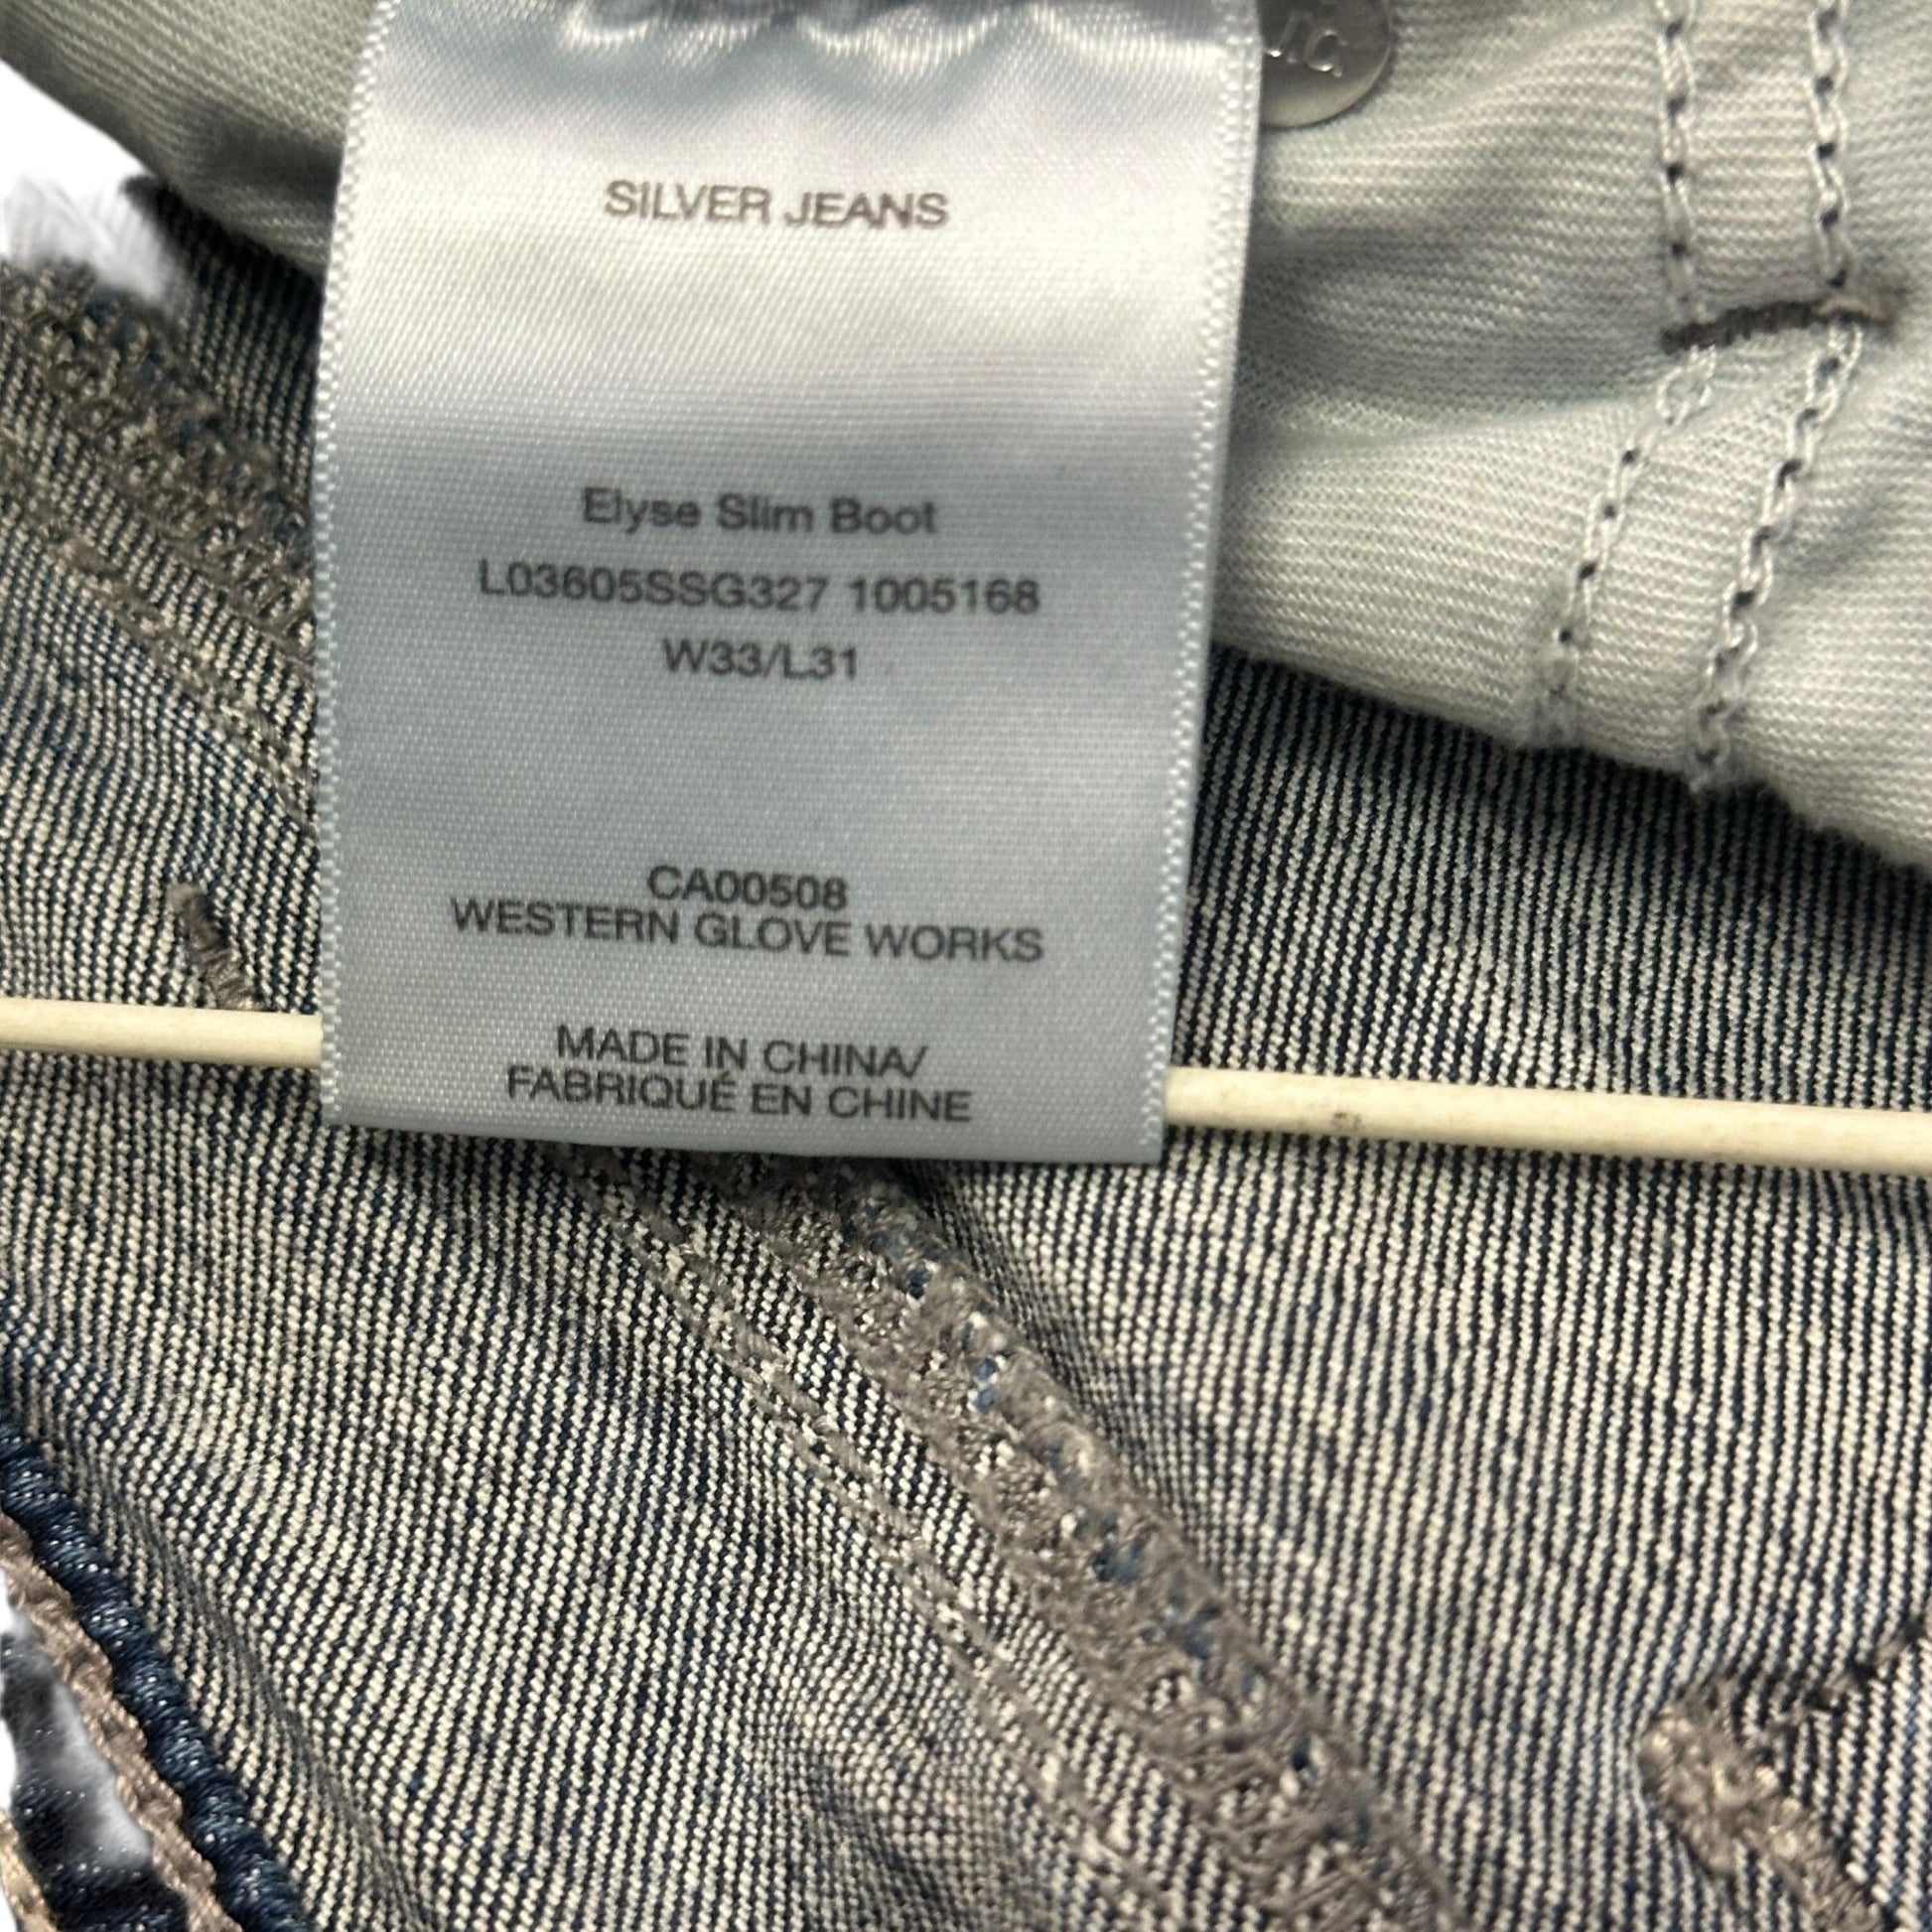 J.C.
SILVER JEANS
Elyse Slim Boot
L03605SSG327 1005168
W33/L31
CA00508
WESTERN GLOVE WORKS
MADE IN CHINA/
FABRIQUÉ EN CHINE